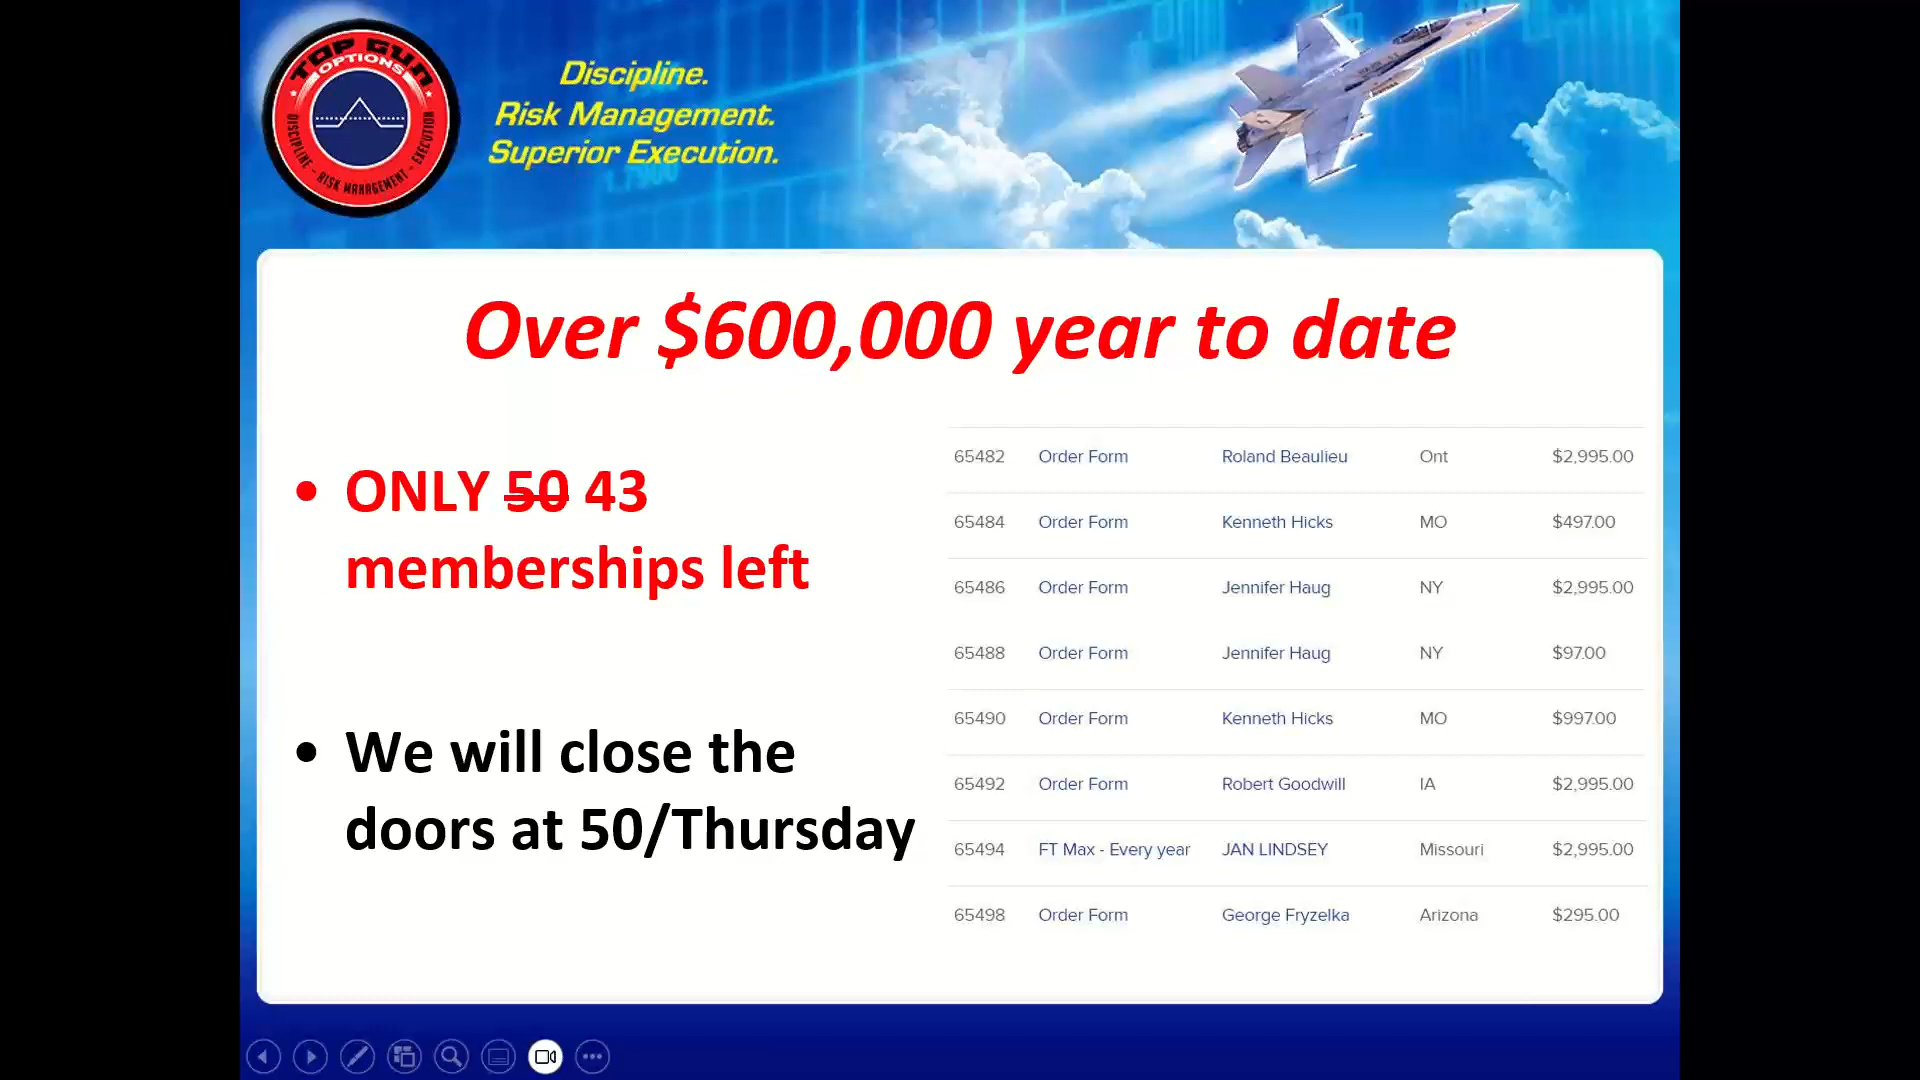 TOP GUN
OPTIONS
DISCIPLINE - RISK MANAGEMENT - EXECUTION
Discipline.
Risk Management.
Superior Execution.
Over $600,000 year to date
• ONLY 50 43
memberships left
• We will close the
doors at 50/Thursday
65482 Order Form Roland Beaulieu Ont $2,995.00
65484 Order Form Kenneth Hicks MO $497.00
65486 Order Form Jennifer Haug NY $2,995.00
65488 Order Form Jennifer Haug NY $97.00
65490 Order Form Kenneth Hicks MO $997.00
65492 Order Form Robert Goodwill IA $2,995.00
65494 FT Max - Every year JAN LINDSEY Missouri $2,995.00
65498 Order Form George Fryzelka Arizona $295.00